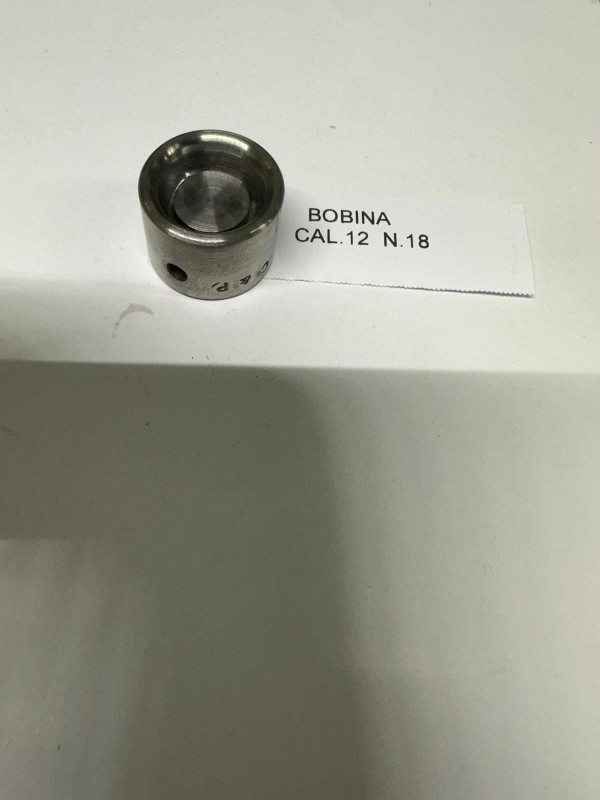 BOBINA
CAL.12 N.18
& P.